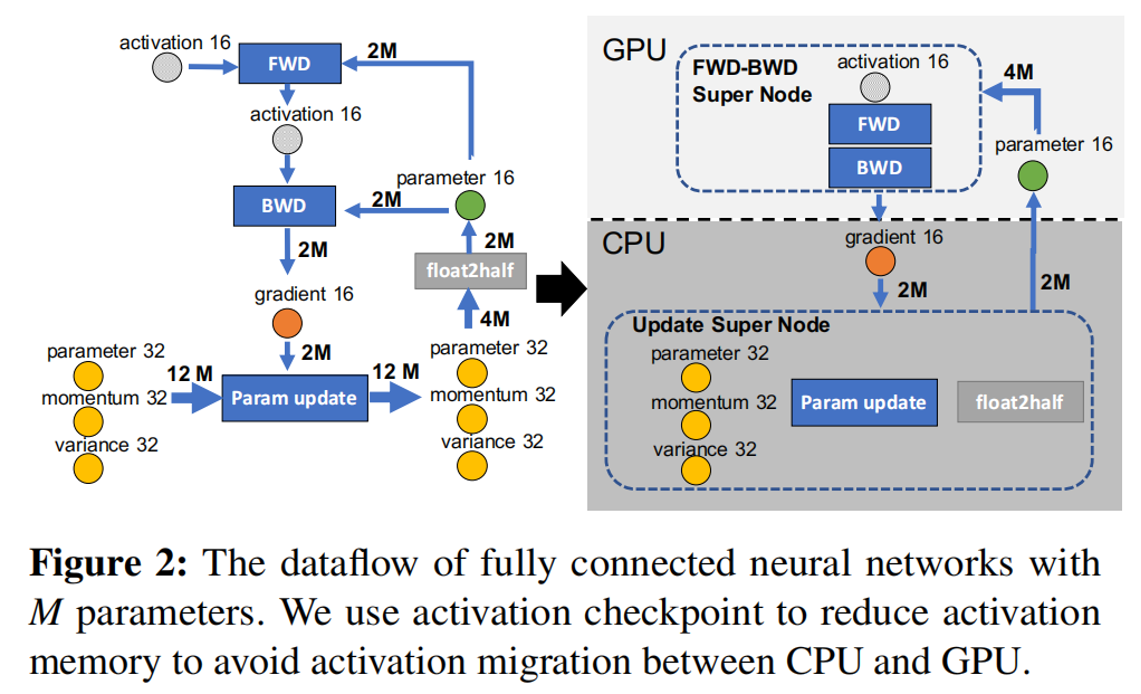 activation 16
FWD
2M
activation 16
BWD
2M
parameter 16
2M
2M
float2half
gradient 16
4M
2M
parameter 32
12 M
momentum 32
variance 32
Param update
12 M
parameter 32
momentum 32
variance 32
GPU
FWD-BWD
Super Node
activation 16
FWD
BWD
4M
parameter 16
CPU
gradient 16
2M
2M
Update Super Node
parameter 32
momentum 32
variance 32
Param update
float2half
Figure 2: The dataflow of fully connected neural networks with
M parameters. We use activation checkpoint to reduce activation
memory to avoid activation migration between CPU and GPU.